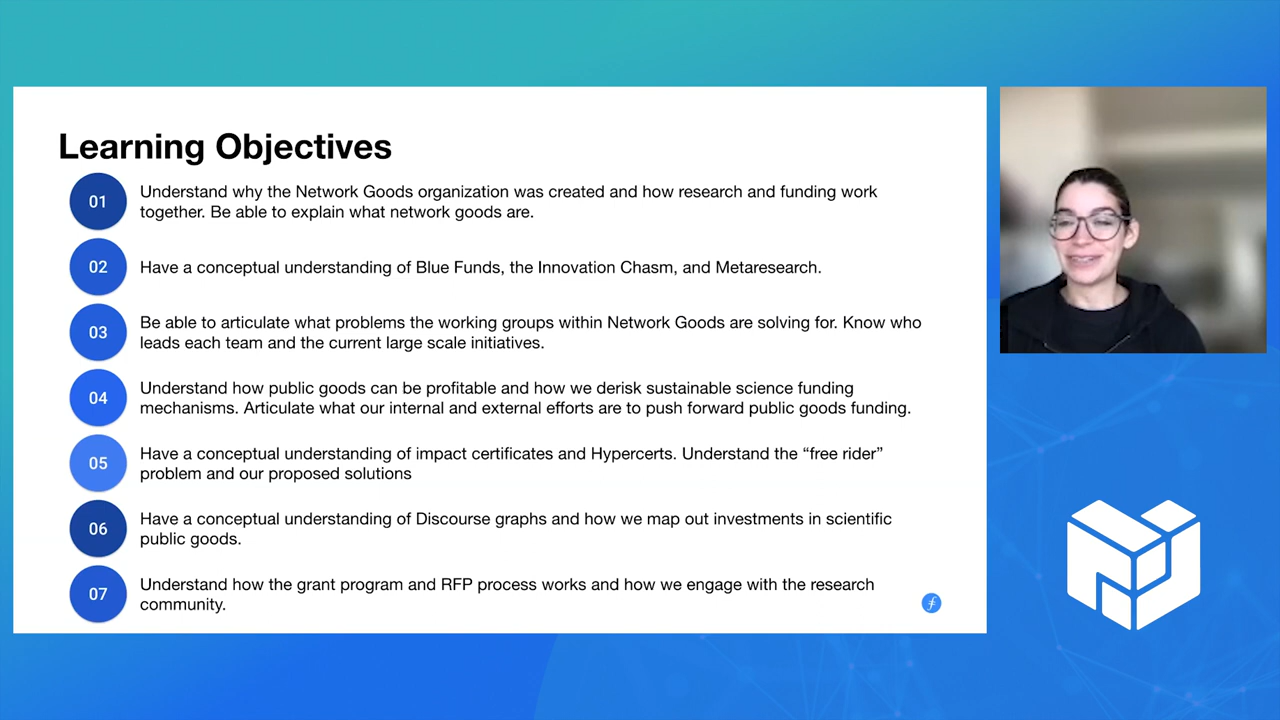 Learning Objectives
01
Understand why the Network Goods organization was created and how research and funding work
together. Be able to explain what network goods are.
02
Have a conceptual understanding of Blue Funds, the Innovation Chasm, and Metaresearch.
03
Be able to articulate what problems the working groups within Network Goods are solving for. Know who
leads each team and the current large scale initiatives.
04
Understand how public goods can be profitable and how we derisk sustainable science funding
mechanisms. Articulate what our internal and external efforts are to push forward public goods funding.
05
Have a conceptual understanding of impact certificates and Hypercerts. Understand the “free rider”
problem and our proposed solutions
06
Have a conceptual understanding of Discourse graphs and how we map out investments in scientific
public goods.
07
Understand how the grant program and RFP process works and how we engage with the research
community.